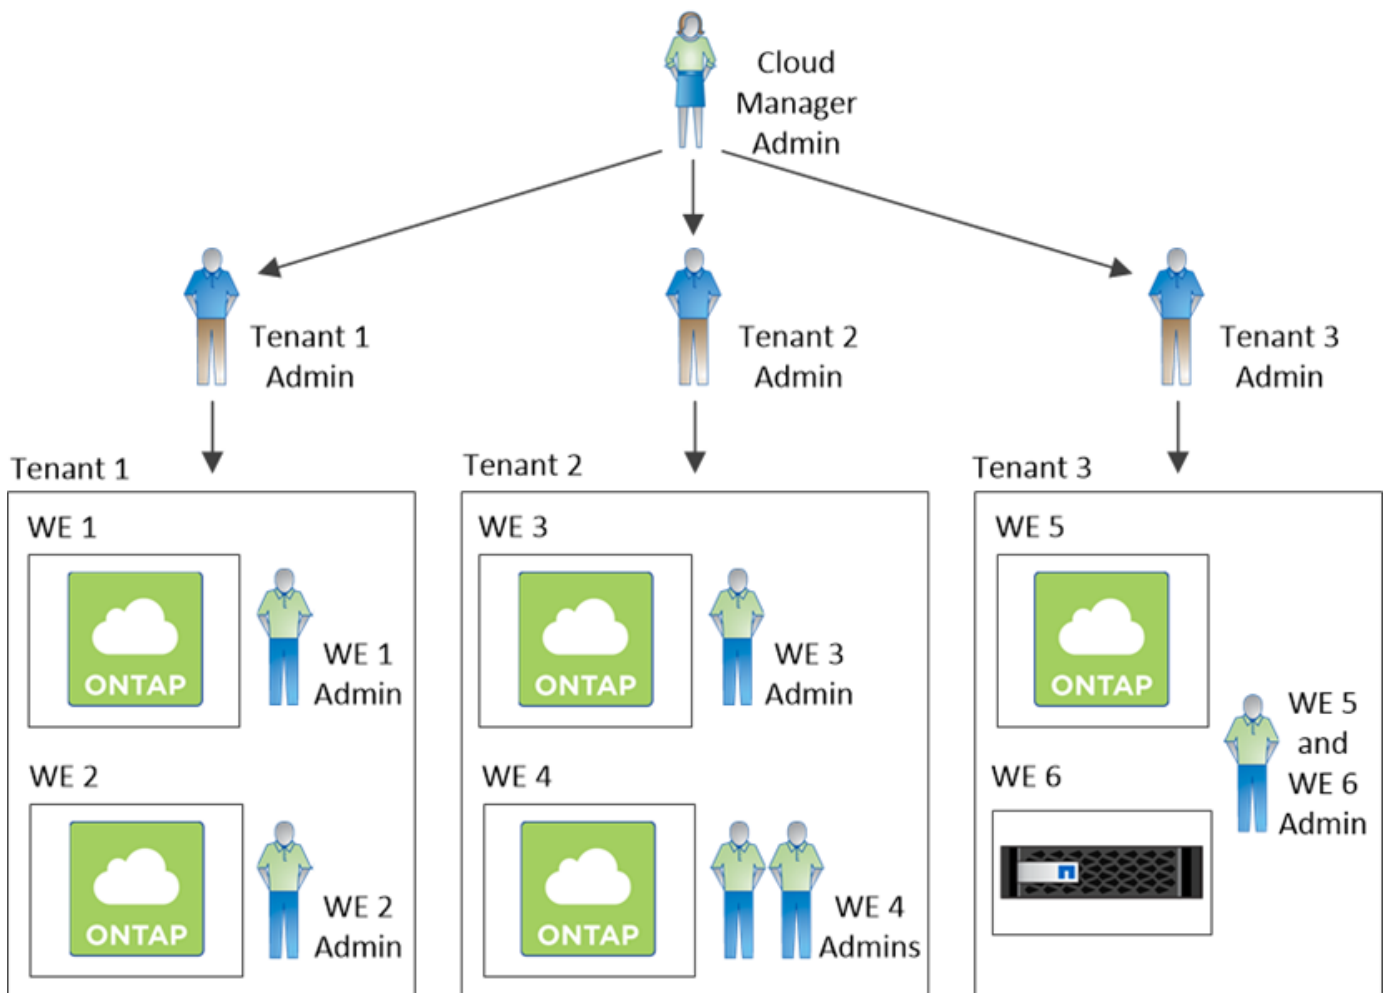 Cloud
Manager
Admin
Tenant 1
Admin
Tenant 2
Admin
Tenant 3
Admin
Tenant 1
WE 1
ONTAP
WE 1
Admin
WE 2
ONTAP
WE 2
Admin
Tenant 2
WE 3
ONTAP
WE 3
Admin
WE 4
ONTAP
WE 4
Admins
Tenant 3
WE 5
ONTAP
WE 5
and
WE 6
Admin
WE 6